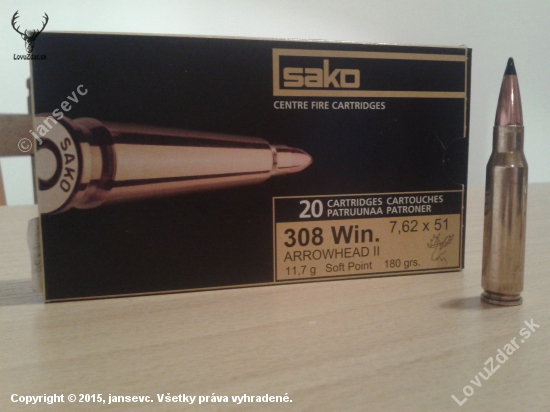 LovuZdar.sk
© jansevc
sako
CENTRE FIRE CARTRIDGES
SAKO
20 CARTRIDGES CARTOUCHES
PATRUUNAA PATRONER
308 Win. 7,62 x 51
ARROWHEAD II
11,7 g Soft Point 180 grs.
LovuZdar.sk
Copyright © 2015, jansevc. Všetky práva vyhradené.